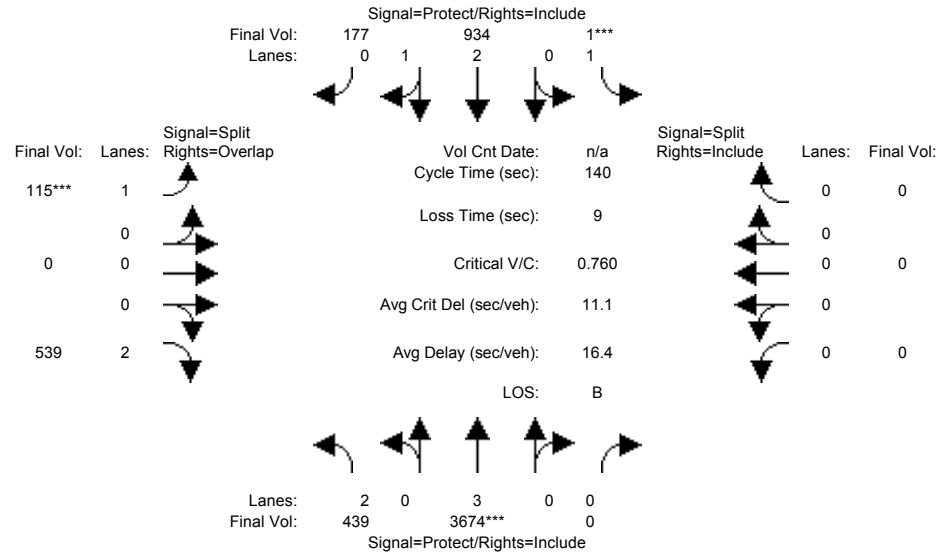 Signal=Protect/Rights=Include
Final Vol: 177 934 1***
Lanes: 0 1 2 0 1
Signal=Split
Final Vol: Lanes: Rights=Overlap
Vol Cnt Date: n/a
Signal=Split
Rights=Include Lanes: Final Vol:
Cycle Time (sec): 140
115*** 1
0 0
Loss Time (sec): 9
0
0
0 0
Critical V/C: 0.760
0 0
0
Avg Crit Del (sec/veh): 11.1
0
539 2
Avg Delay (sec/veh): 16.4
0 0
LOS: B
Lanes: 2 0 3 0 0
Final Vol: 439 3674*** 0
Signal=Protect/Rights=Include